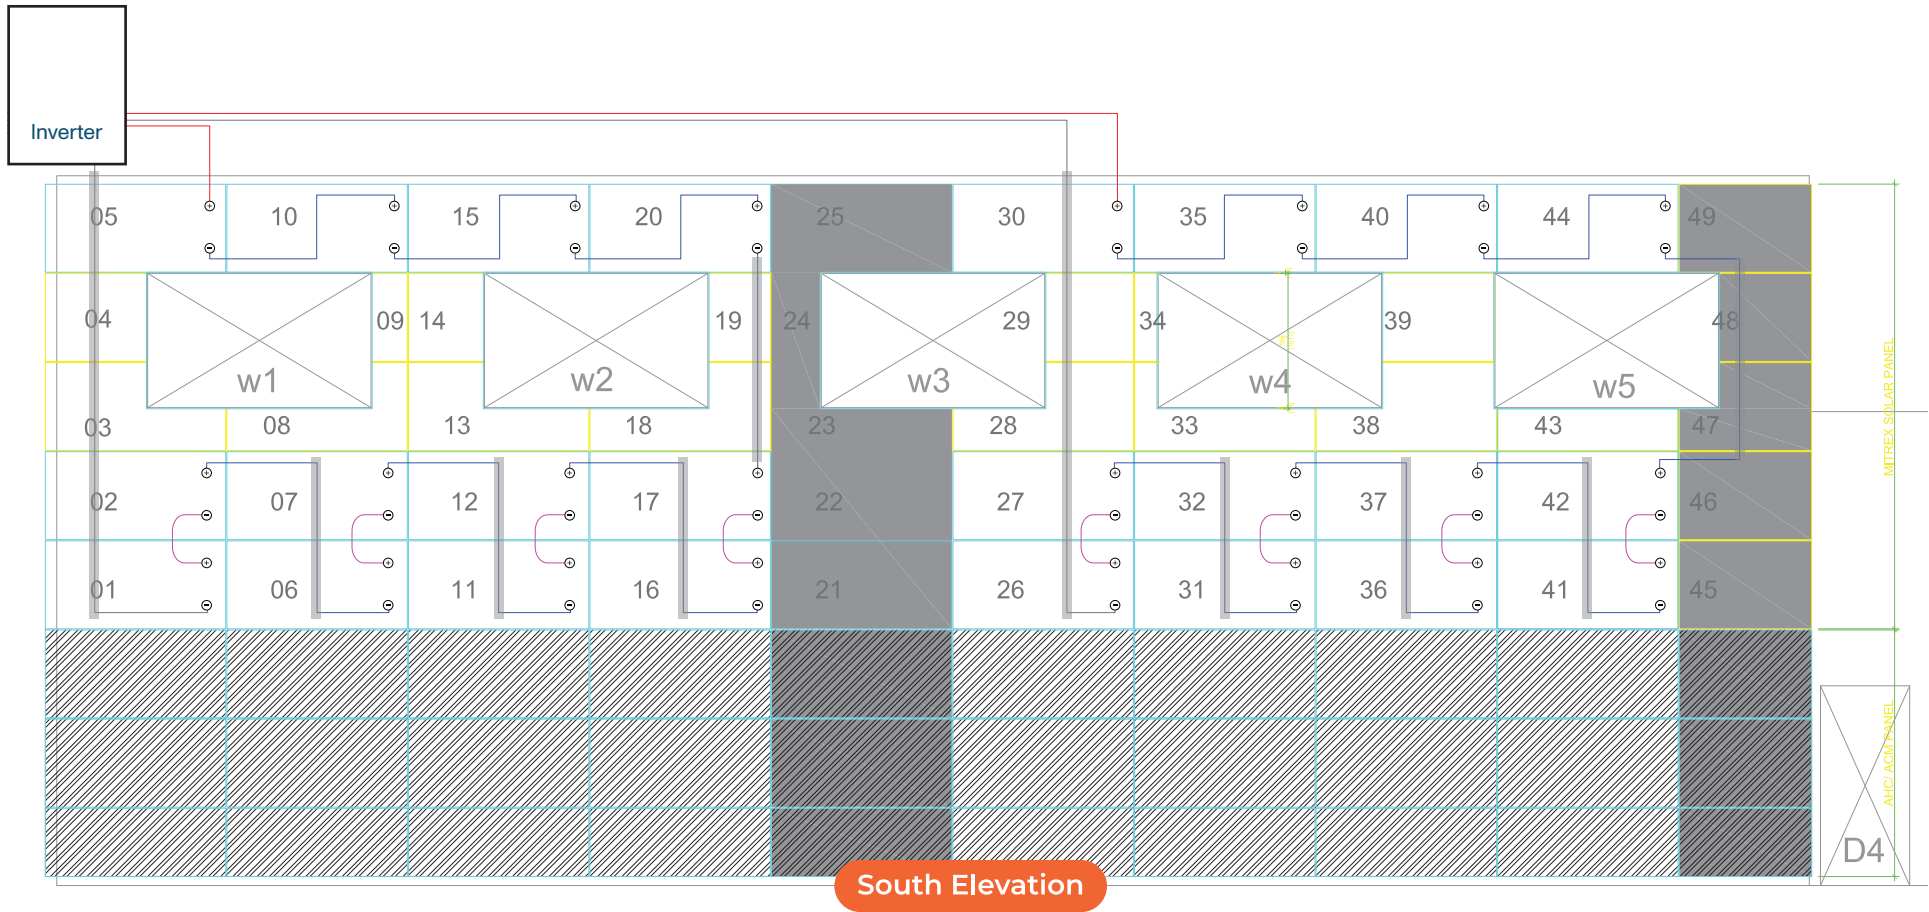 Inverter
05 10 15 20 25 30 35 40 44 49
04 09 14 19 24 29 34 39 48
w1 w2 w3 w4 w5
03 08 13 18 23 28 33 38 43 47
MITREX SOLAR PANEL
02 07 12 17 22 27 32 37 42 46
01 06 11 16 21 26 31 36 41 45
AHC/ ACM PANEL
D4
South Elevation